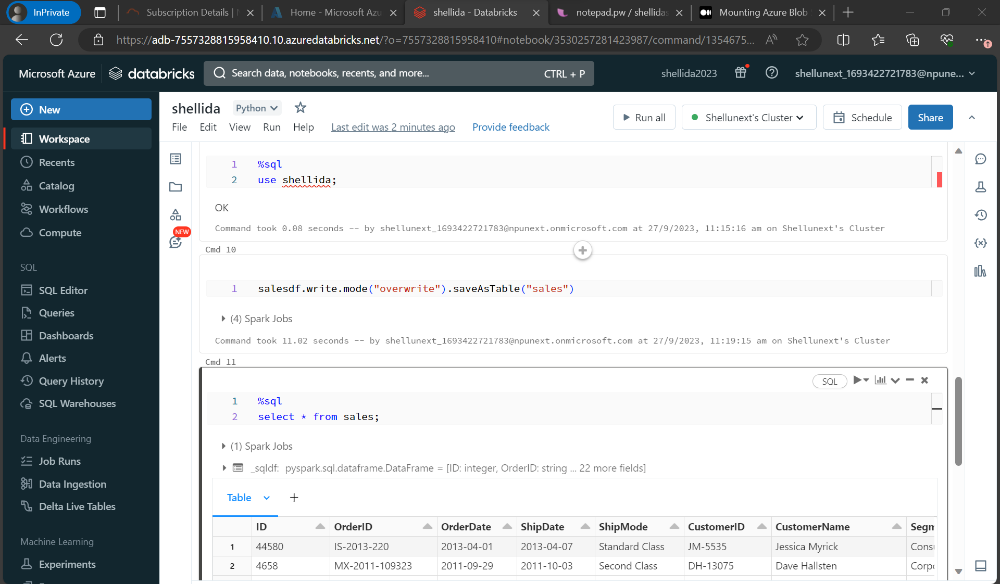 InPrivate
Subscription Details |
Home - Microsoft Azu
shellida - Databricks
notepad.pw / shellidas
Mounting Azure Blob
https://adb-7557328815958410.10.azuredatabricks.net/?o=7557328815958410#notebook/3530257281423987/command/1354675...
Microsoft Azure
databricks
Search data, notebooks, recents, and more...
CTRL + P
shellida2023
shellunext_1693422721783@npune...
New
Workspace
Recents
Catalog
Workflows
Compute
SQL
SQL Editor
Queries
Dashboards
Alerts
Query History
SQL Warehouses
Data Engineering
Job Runs
Data Ingestion
Delta Live Tables
Machine Learning
Experiments
shellida
Python
File Edit View Run Help Last edit was 2 minutes ago Provide feedback
Run all
Shellunext's Cluster
Schedule
Share
NEW
1 %sql
2 use shellida;
OK
Command took 0.08 seconds -- by shellunext_1693422721783@npunext.onmicrosoft.com at 27/9/2023, 11:15:16 am on Shellunext's Cluster
Cmd 10
1 salesdf.write.mode("overwrite").saveAsTable("sales")
(4) Spark Jobs
Command took 11.02 seconds -- by shellunext_1693422721783@npunext.onmicrosoft.com at 27/9/2023, 11:19:15 am on Shellunext's Cluster
Cmd 11
SQL
1 %sql
2 select * from sales;
(1) Spark Jobs
_sqldf: pyspark.sql.dataframe.DataFrame = [ID: integer, OrderID: string ... 22 more fields]
Table +
ID OrderID OrderDate ShipDate ShipMode CustomerID CustomerName Segm
1 44580 IS-2013-220 2013-04-01 2013-04-07 Standard Class JM-5535 Jessica Myrick Consu
2 4658 MX-2011-109323 2011-09-29 2011-10-03 Second Class DH-13075 Dave Hallsten Corpo